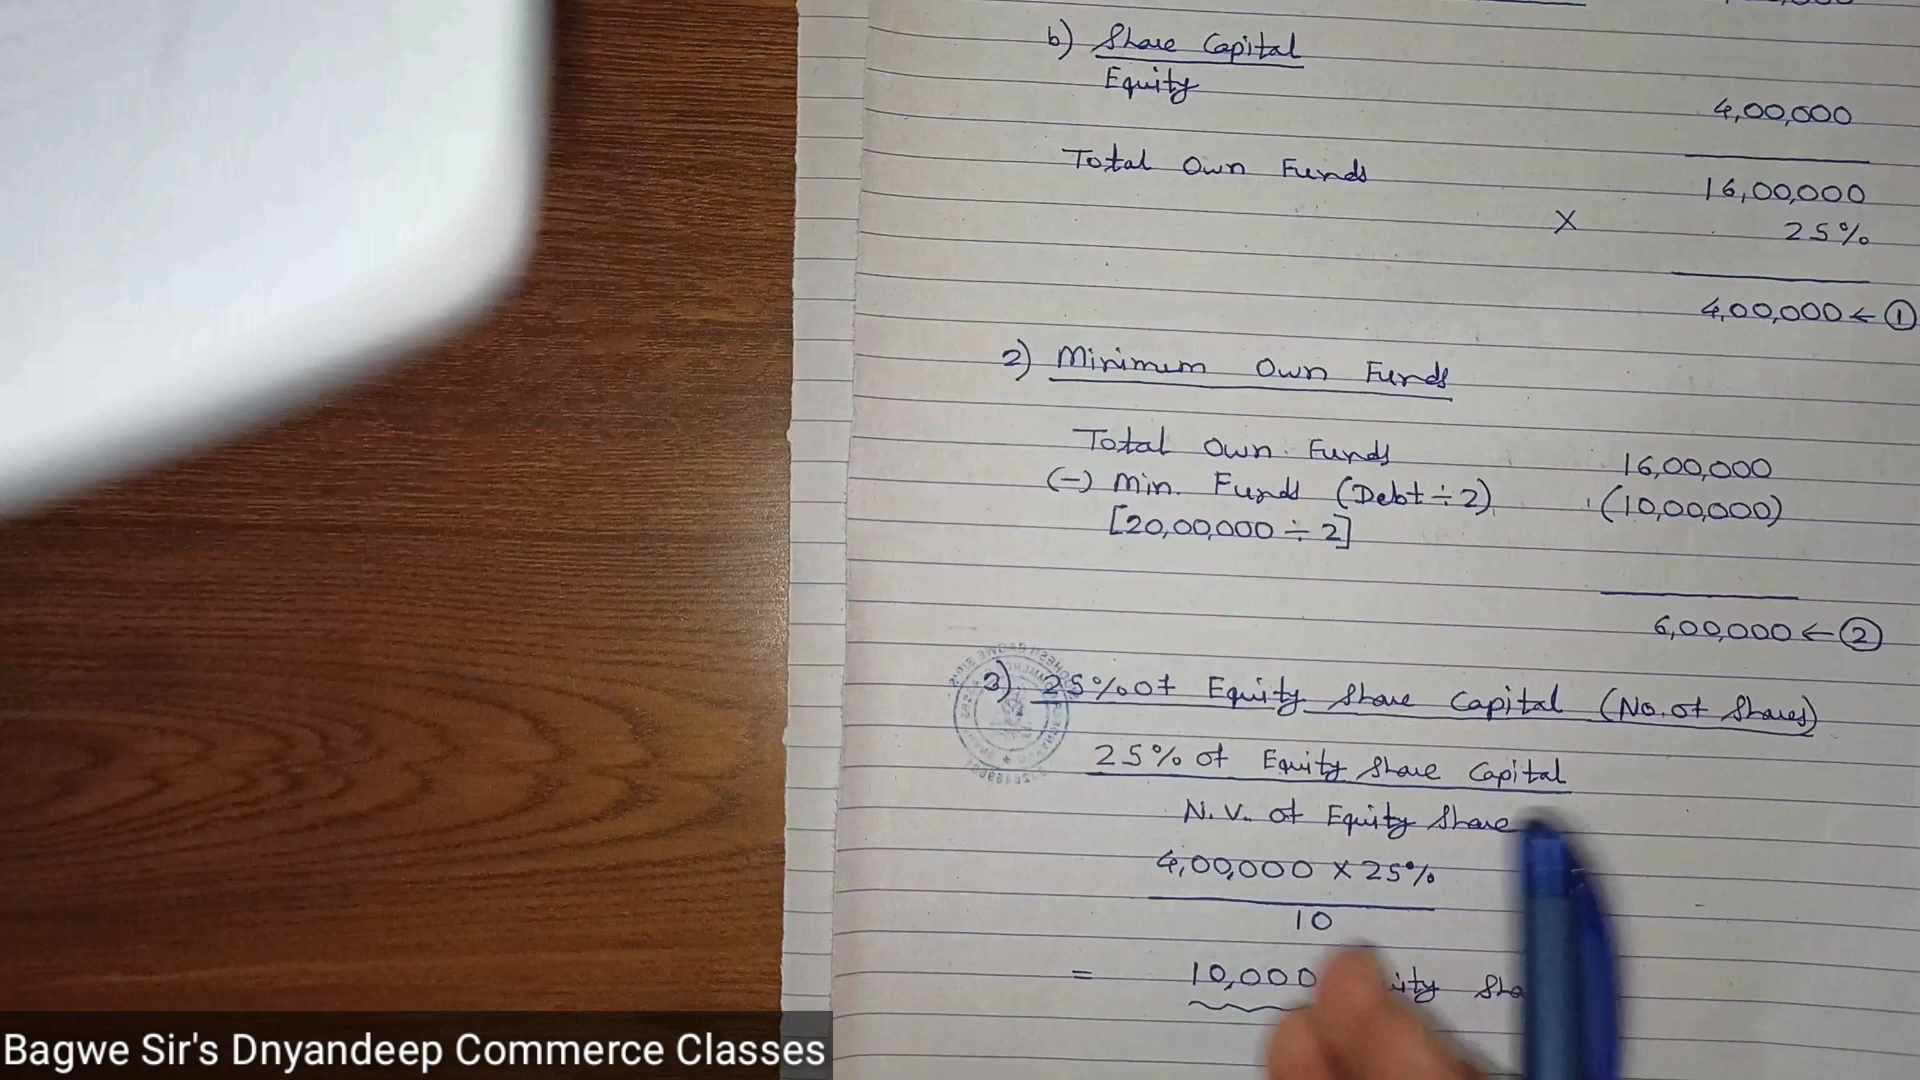 b) Share Capital
Equity 4,00,000
Total Own Funds 16,00,000
X 25%
4,00,000 ← ①
2) Minimum Own Funds
Total Own Funds 16,00,000
(-) Min. Funds (Debt ÷ 2) (10,00,000)
[20,00,000 ÷ 2]
6,00,000 ← ②
3) 25% of Equity Share Capital (No. of Shares)
25% of Equity Share Capital
N.V. of Equity Share
4,00,000 X 25%
10
= 10,000
Bagwe Sir's Dnyandeep Commerce Classes